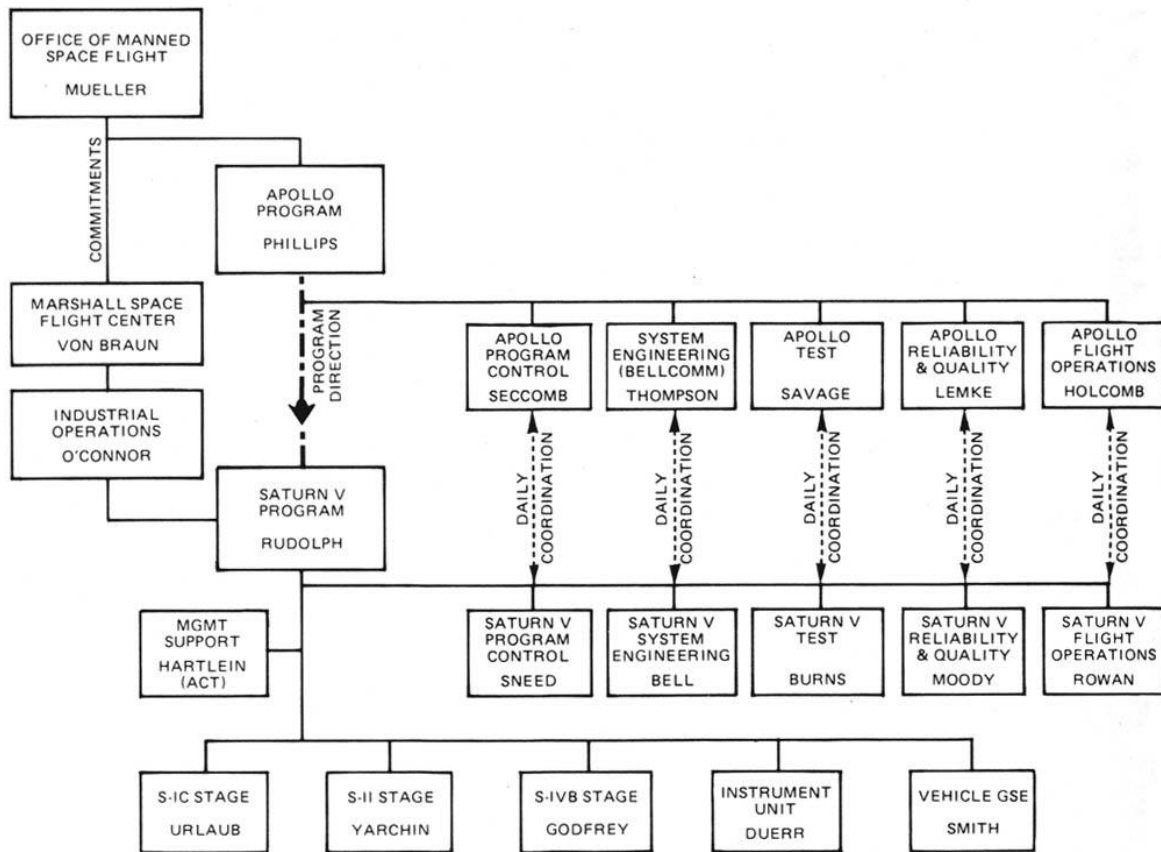 OFFICE OF MANNED
SPACE FLIGHT
MUELLER
COMMITMENTS
APOLLO
PROGRAM
PHILLIPS
MARSHALL SPACE
FLIGHT CENTER
VON BRAUN
PROGRAM
DIRECTION
INDUSTRIAL
OPERATIONS
O'CONNOR
APOLLO
PROGRAM
CONTROL
SECCOMB
SYSTEM
ENGINEERING
(BELLCOMM)
THOMPSON
APOLLO
TEST
SAVAGE
APOLLO
RELIABILITY
& QUALITY
LEMKE
APOLLO
FLIGHT
OPERATIONS
HOLCOMB
SATURN V
PROGRAM
RUDOLPH
DAILY
COORDINATION
DAILY
COORDINATION
DAILY
COORDINATION
DAILY
COORDINATION
DAILY
COORDINATION
MGMT
SUPPORT
HARTLEIN
(ACT)
SATURN V
PROGRAM
CONTROL
SNEED
SATURN V
SYSTEM
ENGINEERING
BELL
SATURN V
TEST
BURNS
SATURN V
RELIABILITY
& QUALITY
MOODY
SATURN V
FLIGHT
OPERATIONS
ROWAN
S-IC STAGE
URLAUB
S-II STAGE
YARCHIN
S-IVB STAGE
GODFREY
INSTRUMENT
UNIT
DUERR
VEHICLE GSE
SMITH